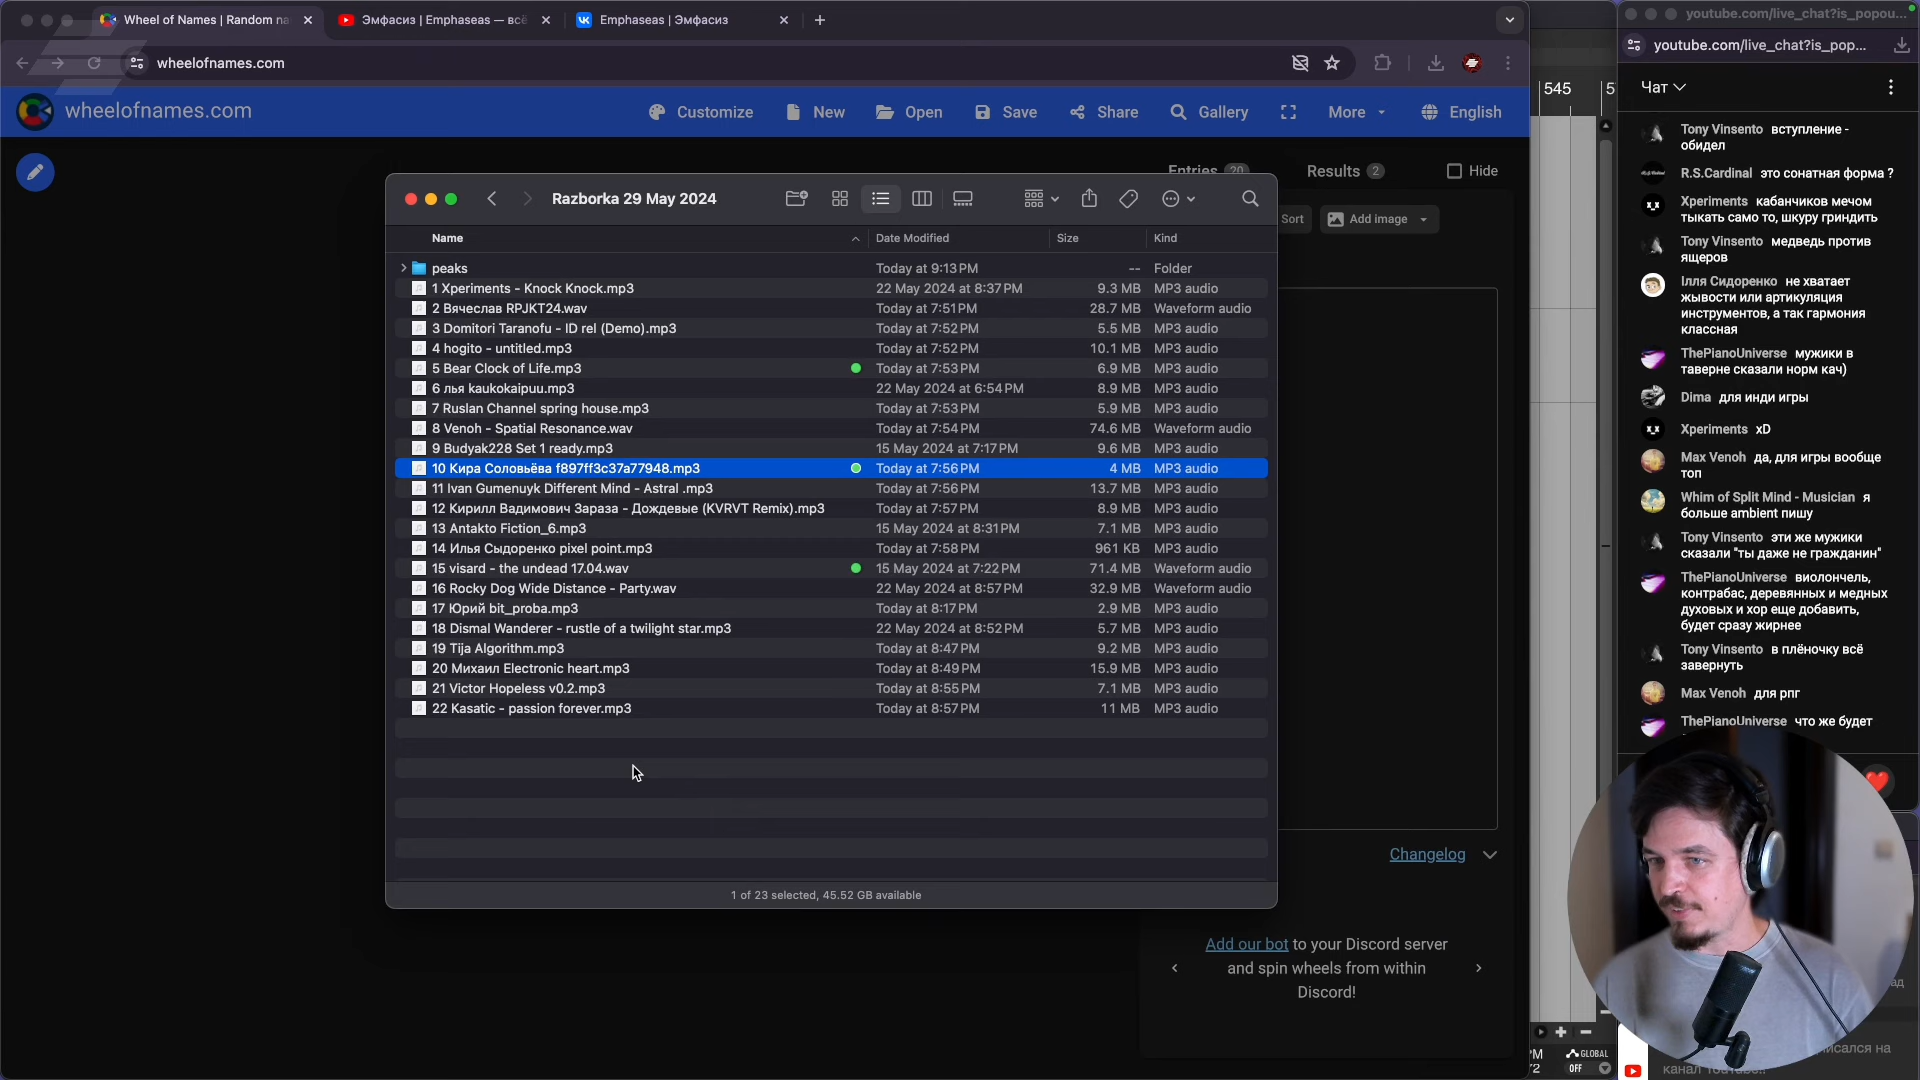 Wheel of Names | Random na
Эмфасиз | Emphaseas — всё
Emphaseas | Эмфасиз
wheelofnames.com
wheelofnames.com
Customize
New
Open
Save
Share
Gallery
More
English
Entries 20
Results 2
Hide
Sort
Add image
Razborka 29 May 2024
Name Date Modified Size Kind
peaks Today at 9:13 PM -- Folder
1 Xperiments - Knock Knock.mp3 22 May 2024 at 8:37 PM 9.3 MB MP3 audio
2 Вячеслав RPJKT24.wav Today at 7:51 PM 28.7 MB Waveform audio
3 Domitori Taranofu - ID rel (Demo).mp3 Today at 7:52 PM 5.5 MB MP3 audio
4 hogito - untitled.mp3 Today at 7:52 PM 10.1 MB MP3 audio
5 Bear Clock of Life.mp3 Today at 7:53 PM 6.9 MB MP3 audio
6 лья kaukokaipuu.mp3 22 May 2024 at 6:54 PM 8.9 MB MP3 audio
7 Ruslan Channel spring house.mp3 Today at 7:53 PM 5.9 MB MP3 audio
8 Venoh - Spatial Resonance.wav Today at 7:54 PM 74.6 MB Waveform audio
9 Budyak228 Set 1 ready.mp3 15 May 2024 at 7:17 PM 9.6 MB MP3 audio
10 Кира Соловьёва f897ff3c37a77948.mp3 Today at 7:56 PM 4 MB MP3 audio
11 Ivan Gumenuyk Different Mind - Astral .mp3 Today at 7:56 PM 13.7 MB MP3 audio
12 Кирилл Вадимович Зараза - Дождевые (KVRVT Remix).mp3 Today at 7:57 PM 8.9 MB MP3 audio
13 Antakto Fiction_6.mp3 15 May 2024 at 8:31 PM 7.1 MB MP3 audio
14 Илья Сыдоренко pixel point.mp3 Today at 7:58 PM 961 KB MP3 audio
15 visard - the undead 17.04.wav 15 May 2024 at 7:22 PM 71.4 MB Waveform audio
16 Rocky Dog Wide Distance - Party.wav 22 May 2024 at 8:57 PM 32.9 MB Waveform audio
17 Юрий bit_proba.mp3 Today at 8:17 PM 2.9 MB MP3 audio
18 Dismal Wanderer - rustle of a twilight star.mp3 22 May 2024 at 8:52 PM 5.7 MB MP3 audio
19 Tija Algorithm.mp3 Today at 8:47 PM 9.2 MB MP3 audio
20 Михаил Electronic heart.mp3 Today at 8:49 PM 15.9 MB MP3 audio
21 Victor Hopeless v0.2.mp3 Today at 8:55 PM 7.1 MB MP3 audio
22 Kasatic - passion forever.mp3 Today at 8:57 PM 11 MB MP3 audio
1 of 23 selected, 45.52 GB available
Changelog
Add our bot to your Discord server
and spin wheels from within
Discord!
545
5
GLOBAL
OFF
youtube.com/live_chat?is_popou...
youtube.com/live_chat?is_pop...
Чат
Tony Vinsento вступление -
обидел
R.S.Cardinal это сонатная форма ?
Xperiments кабанчиков мечом
тыкать само то, шкуру гриндить
Tony Vinsento медведь против
ящеров
Ілля Сидоренко не хватает
жывости или артикуляция
инструментов, а так гармония
классная
ThePianoUniverse мужики в
таверне сказали норм кач)
Dima для инди игры
Xperiments xD
Max Venoh да, для игры вообще
топ
Whim of Split Mind - Musician я
больше ambient пишу
Tony Vinsento эти же мужики
сказали "ты даже не гражданин"
ThePianoUniverse виолончель,
контрабас, деревянных и медных
духовых и хор еще добавить,
будет сразу жирнее
Tony Vinsento в плёночку всё
завернуть
Max Venoh для рпг
ThePianoUniverse что же будет